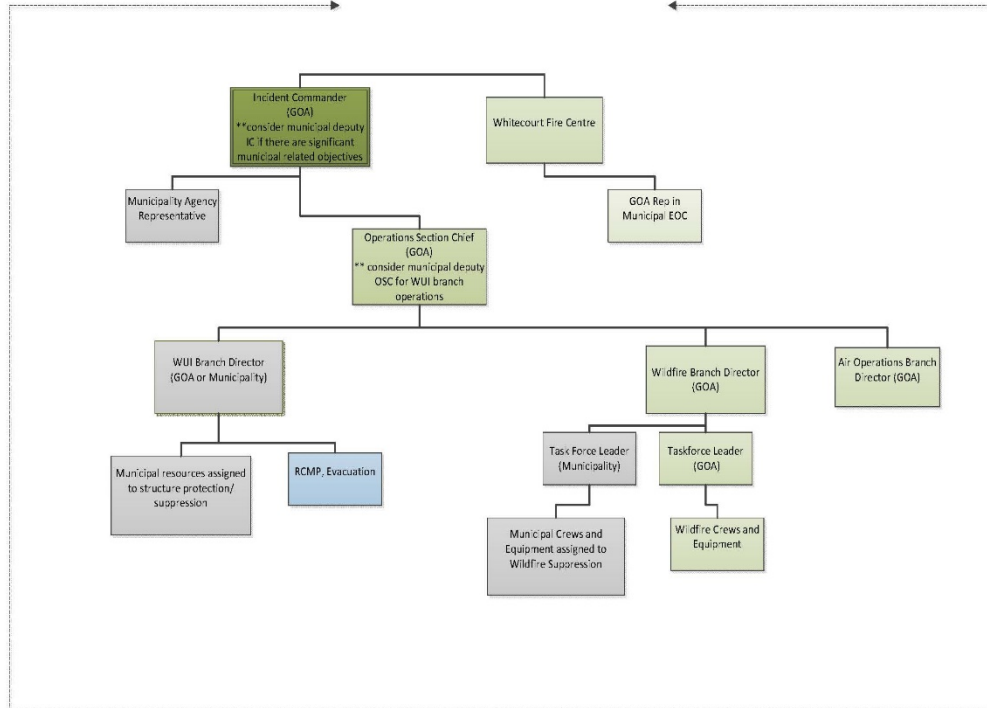 Incident Commander
(GOA)
**consider municipal deputy
IC if there are significant
municipal related objectives
Whitecourt Fire Centre
Municipality Agency
Representative
GOA Rep in
Municipal EOC
Operations Section Chief
(GOA)
** consider municipal deputy
OSC for WUI branch
operations
WUI Branch Director
(GOA or Municipality)
Wildfire Branch Director
(GOA)
Air Operations Branch
Director (GOA)
Municipal resources assigned
to structure protection/
suppression
RCMP, Evacuation
Task Force Leader
(Municipality)
Taskforce Leader
(GOA)
Municipal Crews and
Equipment assigned to
Wildfire Suppression
Wildfire Crews and
Equipment